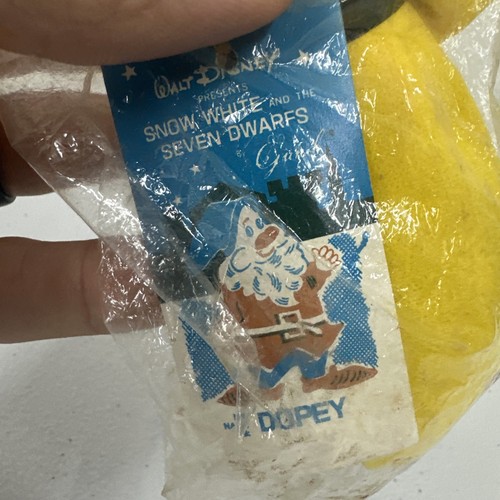 WALT DISNEY
PRESENTS
SNOW WHITE AND THE
SEVEN DWARFS
DOPEY